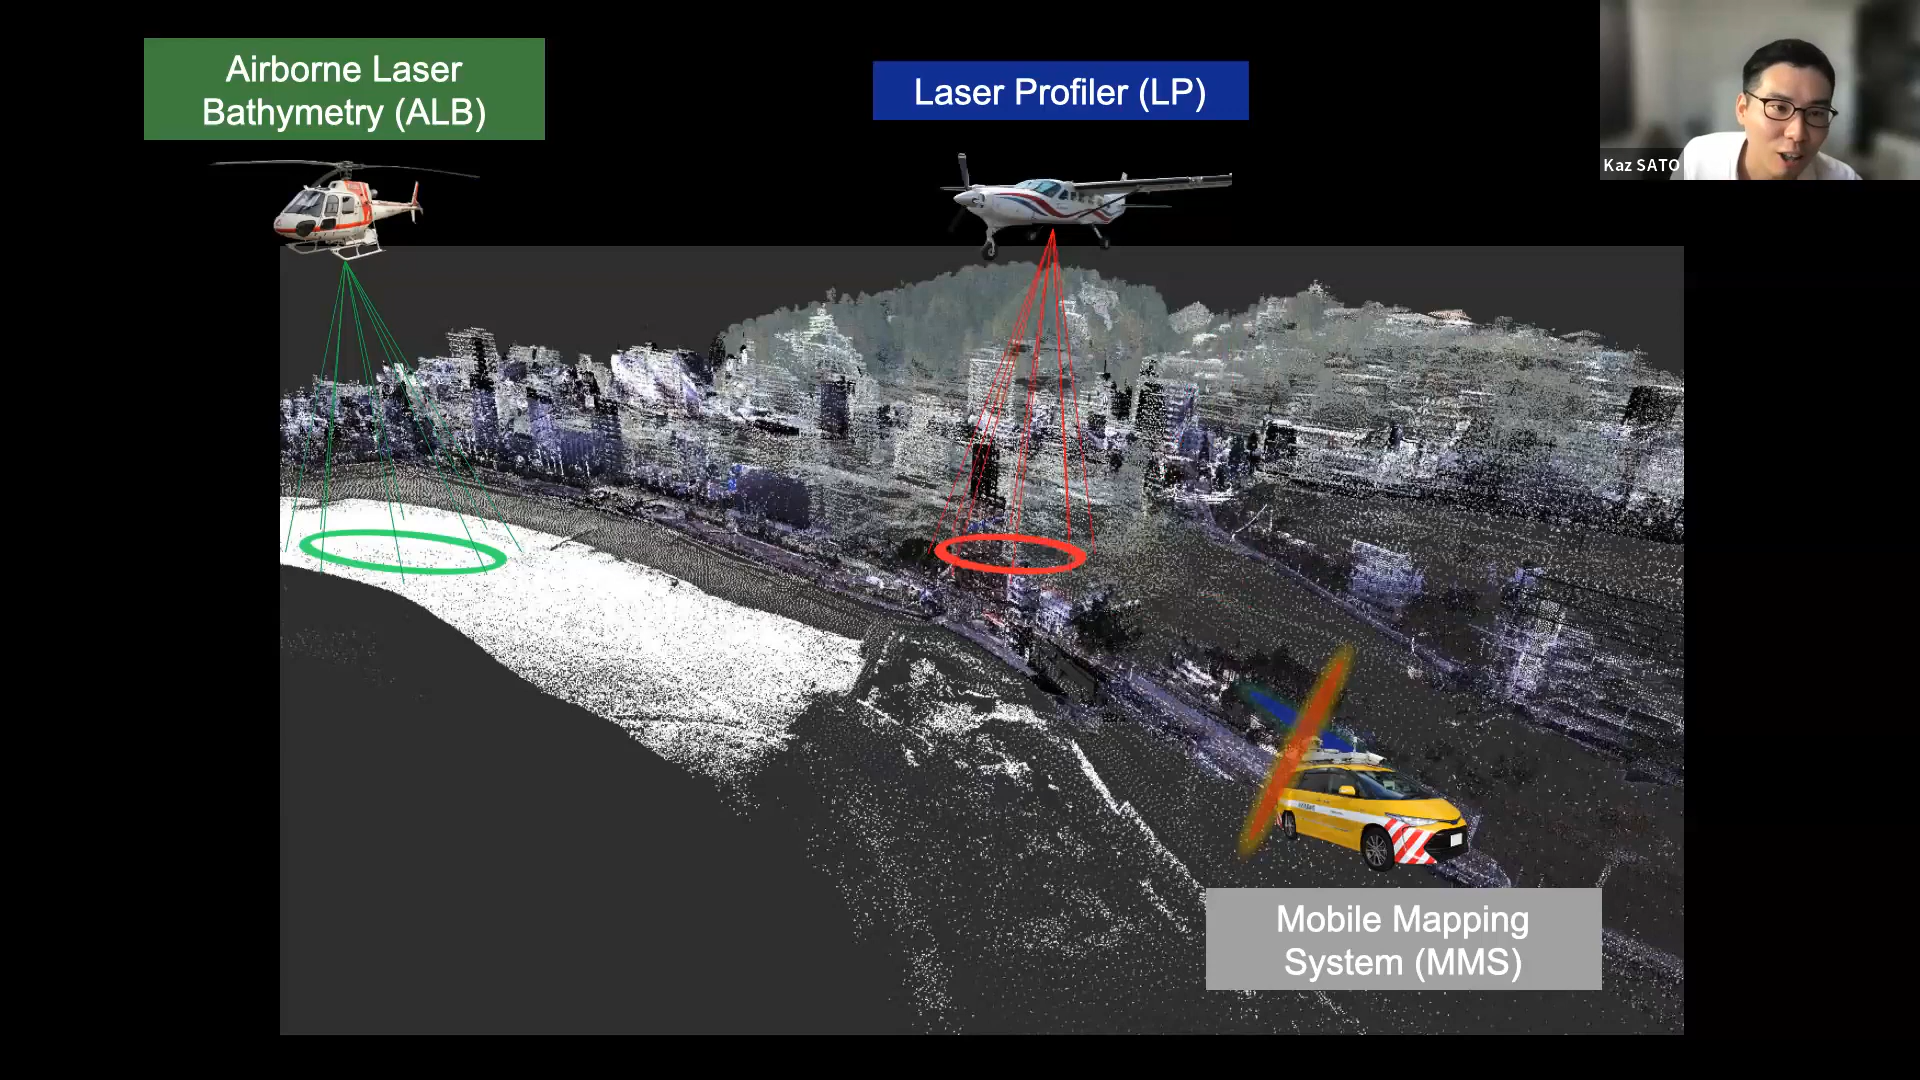 Airborne Laser
Bathymetry (ALB)
Laser Profiler (LP)
Kaz SATO
Mobile Mapping
System (MMS)